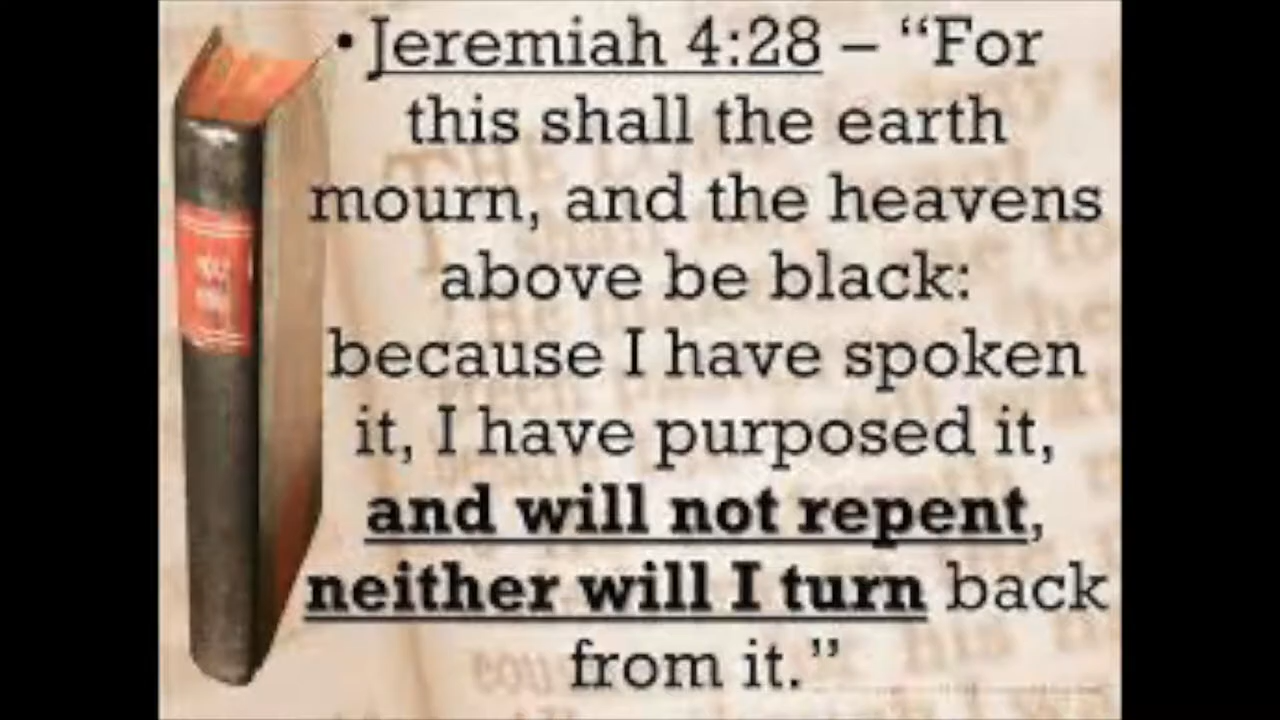 • Jeremiah 4:28 – “For
this shall the earth
mourn, and the heavens
above be black:
because I have spoken
it, I have purposed it,
and will not repent,
neither will I turn back
from it.”